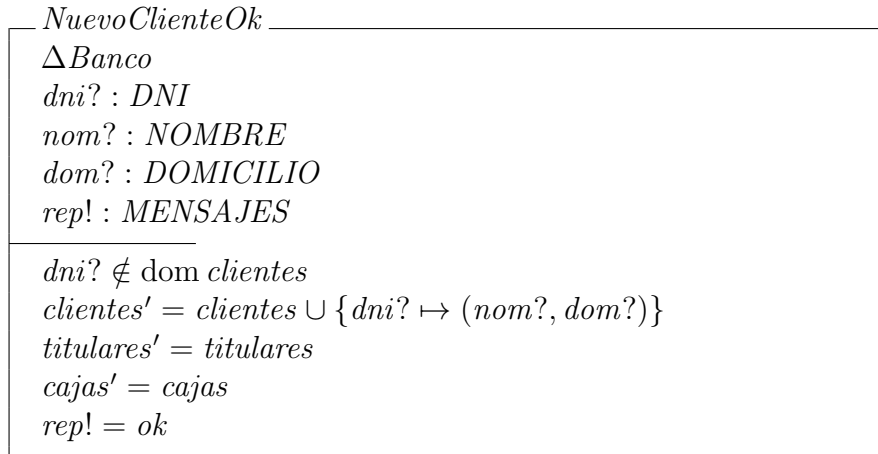 NuevoClienteOk
ΔBanco
dni? : DNI
nom? : NOMBRE
dom? : DOMICILIO
rep! : MENSAJES
dni? ∉ dom clientes
clientes′ = clientes ∪ {dni? ↦ (nom?, dom?)}
titulares′ = titulares
cajas′ = cajas
rep! = ok